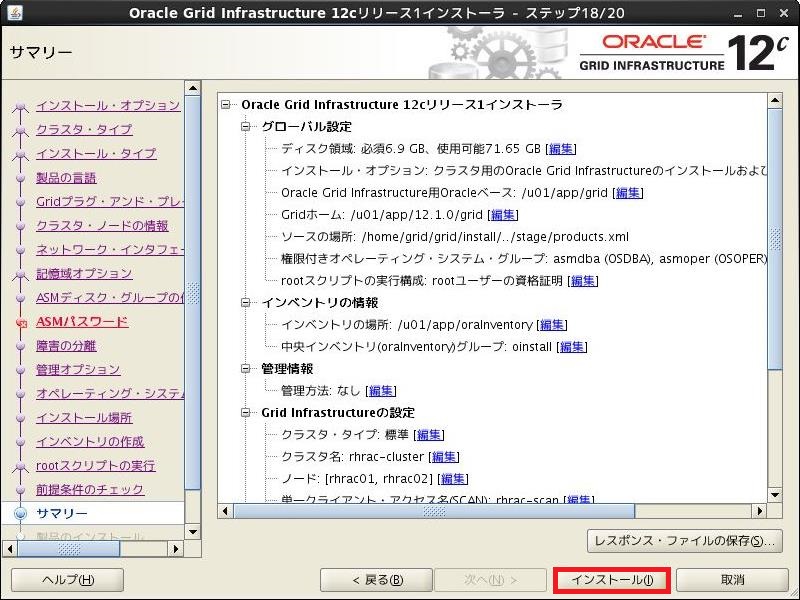 Oracle Grid Infrastructure 12cリリース1インストーラ - ステップ18/20
サマリー
ORACLE
GRID INFRASTRUCTURE
12c
インストール・オプション
クラスタ・タイプ
インストール・タイプ
製品の言語
Gridプラグ・アンド・プレ
クラスタ・ノードの情報
ネットワーク・インタフェー
記憶域オプション
ASMディスク・グループの
ASMパスワード
障害の分離
管理オプション
オペレーティング・システム
インストール場所
インベントリの作成
rootスクリプトの実行
前提条件のチェック
サマリー
製品のインストール
Oracle Grid Infrastructure 12cリリース1インストーラ
グローバル設定
ディスク領域: 必須6.9 GB、使用可能71.65 GB [編集]
インストール・オプション: クラスタ用のOracle Grid Infrastructureのインストールおよび
Oracle Grid Infrastructure用Oracleベース: /u01/app/grid [編集]
Gridホーム: /u01/app/12.1.0/grid [編集]
ソースの場所: /home/grid/grid/install/../stage/products.xml
権限付きオペレーティング・システム・グループ: asmdba (OSDBA), asmoper (OSOPER)
rootスクリプトの実行構成: rootユーザーの資格証明 [編集]
インベントリの情報
インベントリの場所: /u01/app/oraInventory [編集]
中央インベントリ(oraInventory)グループ: oinstall [編集]
管理情報
管理方法: なし [編集]
Grid Infrastructureの設定
クラスタ・タイプ: 標準 [編集]
クラスタ名: rhrac-cluster [編集]
ノード: [rhrac01, rhrac02] [編集]
単一クライアント・アクセス名(SCAN): rhrac-scan [編集]
レスポンス・ファイルの保存(S)...
ヘルプ(H)
< 戻る(B)
次へ(N) >
インストール(I)
取消